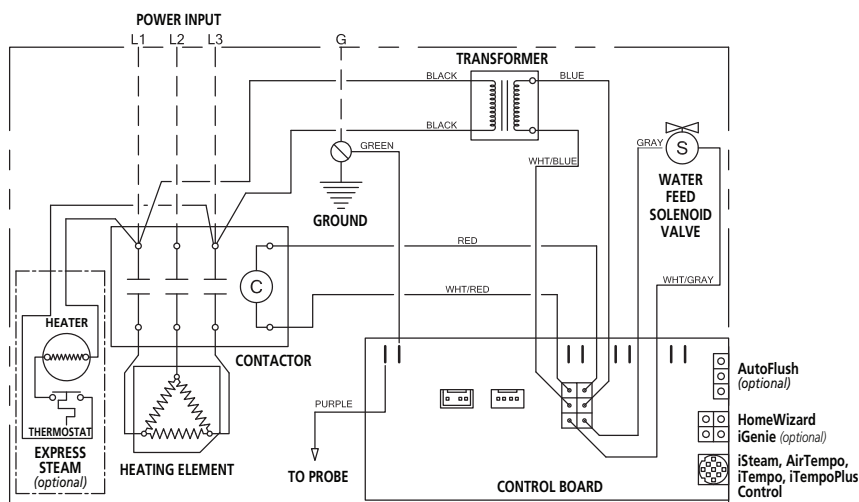 POWER INPUT
L1 L2 L3 G
TRANSFORMER
BLACK
BLUE
BLACK
GREEN
GRAY
S
WHT/BLUE
WATER
FEED
SOLENOID
VALVE
GROUND
RED
WHT/GRAY
C
WHT/RED
HEATER
CONTACTOR
AutoFlush
(optional)
PURPLE
THERMOSTAT
HomeWizard
iGenie (optional)
EXPRESS
STEAM
(optional)
HEATING ELEMENT
TO PROBE
CONTROL BOARD
iSteam, AirTempo,
iTempo, iTempoPlus
Control